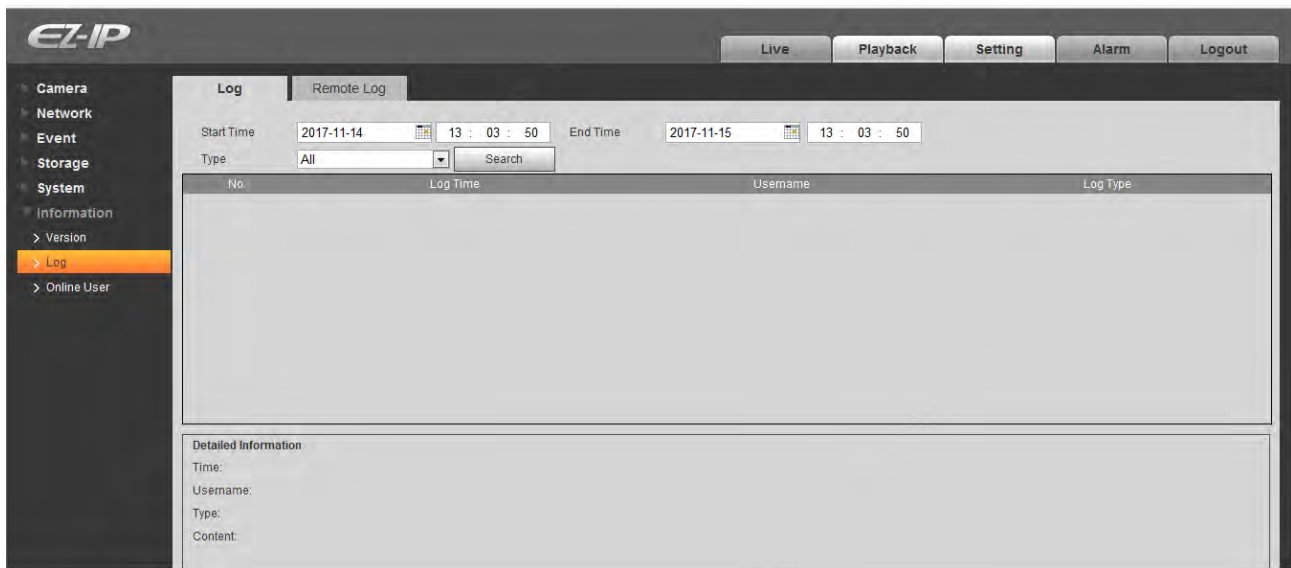 EZ-IP
Live Playback Setting Alarm Logout
Camera
Network
Event
Storage
System
Information
> Version
> Log
> Online User
Log Remote Log
Start Time 2017-11-14 13 : 03 : 50 End Time 2017-11-15 13 : 03 : 50
Type All Search
No. Log Time Username Log Type
Detailed Information
Time:
Username:
Type:
Content: